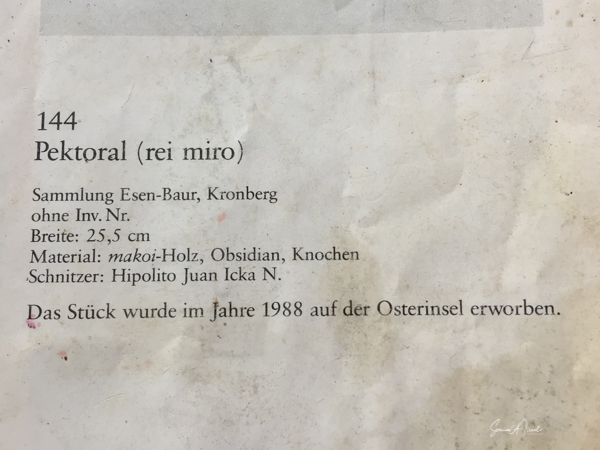 144
Pektoral (rei miro)
Sammlung Esen-Baur, Kronberg
ohne Inv. Nr.
Breite: 25,5 cm
Material: makoi-Holz, Obsidian, Knochen
Schnitzer: Hipolito Juan Icka N.
Das Stück wurde im Jahre 1988 auf der Osterinsel erworben.